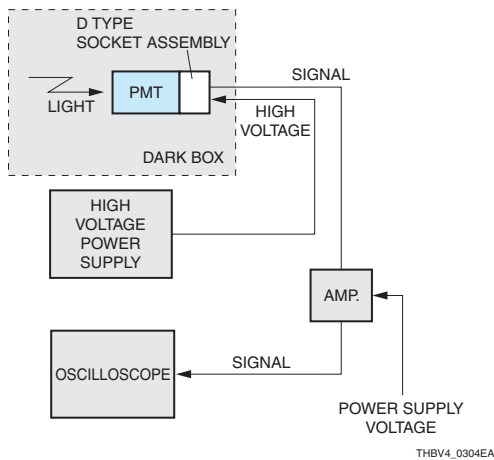 D TYPE
SOCKET ASSEMBLY
LIGHT
PMT
SIGNAL
HIGH
VOLTAGE
DARK BOX
HIGH
VOLTAGE
POWER
SUPPLY
AMP.
OSCILLOSCOPE
SIGNAL
POWER SUPPLY
VOLTAGE
THBV4_0304EA